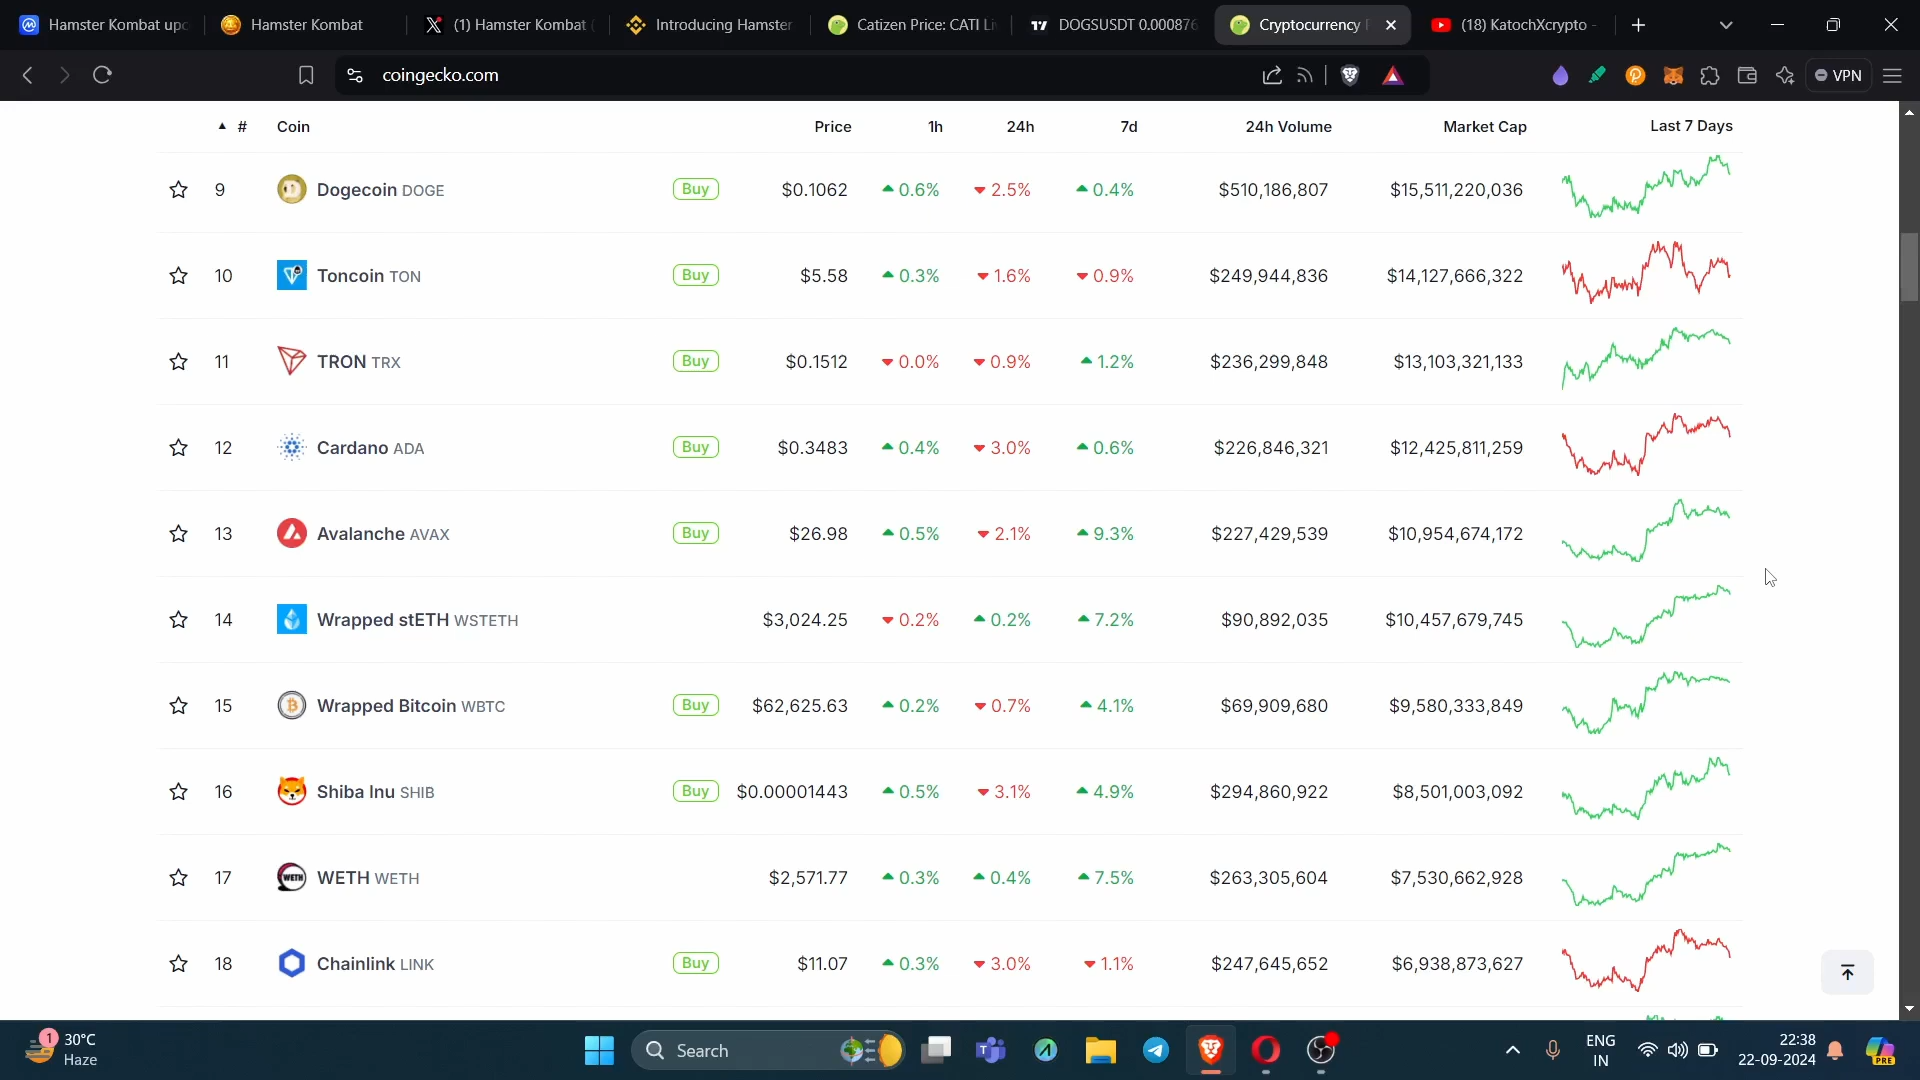 Hamster Kombat upd
Hamster Kombat
(1) Hamster Kombat
Introducing Hamster
Catizen Price: CATI Li
DOGSUSDT 0.000876
Cryptocurrency
(18) KatochXcrypto -
coingecko.com
VPN
# Coin Price 1h 24h 7d 24h Volume Market Cap Last 7 Days
9 Dogecoin DOGE Buy $0.1062 0.6% 2.5% 0.4% $510,186,807 $15,511,220,036
10 Toncoin TON Buy $5.58 0.3% 1.6% 0.9% $249,944,836 $14,127,666,322
11 TRON TRX Buy $0.1512 0.0% 0.9% 1.2% $236,299,848 $13,103,321,133
12 Cardano ADA Buy $0.3483 0.4% 3.0% 0.6% $226,846,321 $12,425,811,259
13 Avalanche AVAX Buy $26.98 0.5% 2.1% 9.3% $227,429,539 $10,954,674,172
14 Wrapped stETH WSTETH $3,024.25 0.2% 0.2% 7.2% $90,892,035 $10,457,679,745
15 Wrapped Bitcoin WBTC Buy $62,625.63 0.2% 0.7% 4.1% $69,909,680 $9,580,333,849
16 Shiba Inu SHIB Buy $0.00001443 0.5% 3.1% 4.9% $294,860,922 $8,501,003,092
17 WETH WETH $2,571.77 0.3% 0.4% 7.5% $263,305,604 $7,530,662,928
18 Chainlink LINK Buy $11.07 0.3% 3.0% 1.1% $247,645,652 $6,938,873,627
1
30°C
Haze
Search
ENG
IN
22:38
22-09-2024
PRE